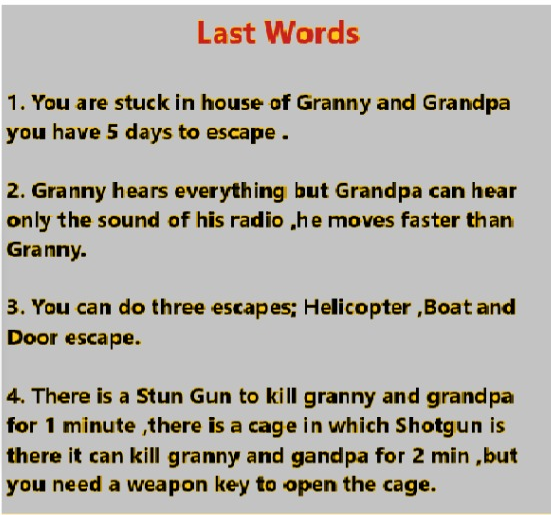 Last Words
1. You are stuck in house of Granny and Grandpa
you have 5 days to escape .
2. Granny hears everything but Grandpa can hear
only the sound of his radio ,he moves faster than
Granny.
3. You can do three escapes; Helicopter ,Boat and
Door escape.
4. There is a Stun Gun to kill granny and grandpa
for 1 minute ,there is a cage in which Shotgun is
there it can kill granny and gandpa for 2 min ,but
you need a weapon key to open the cage.